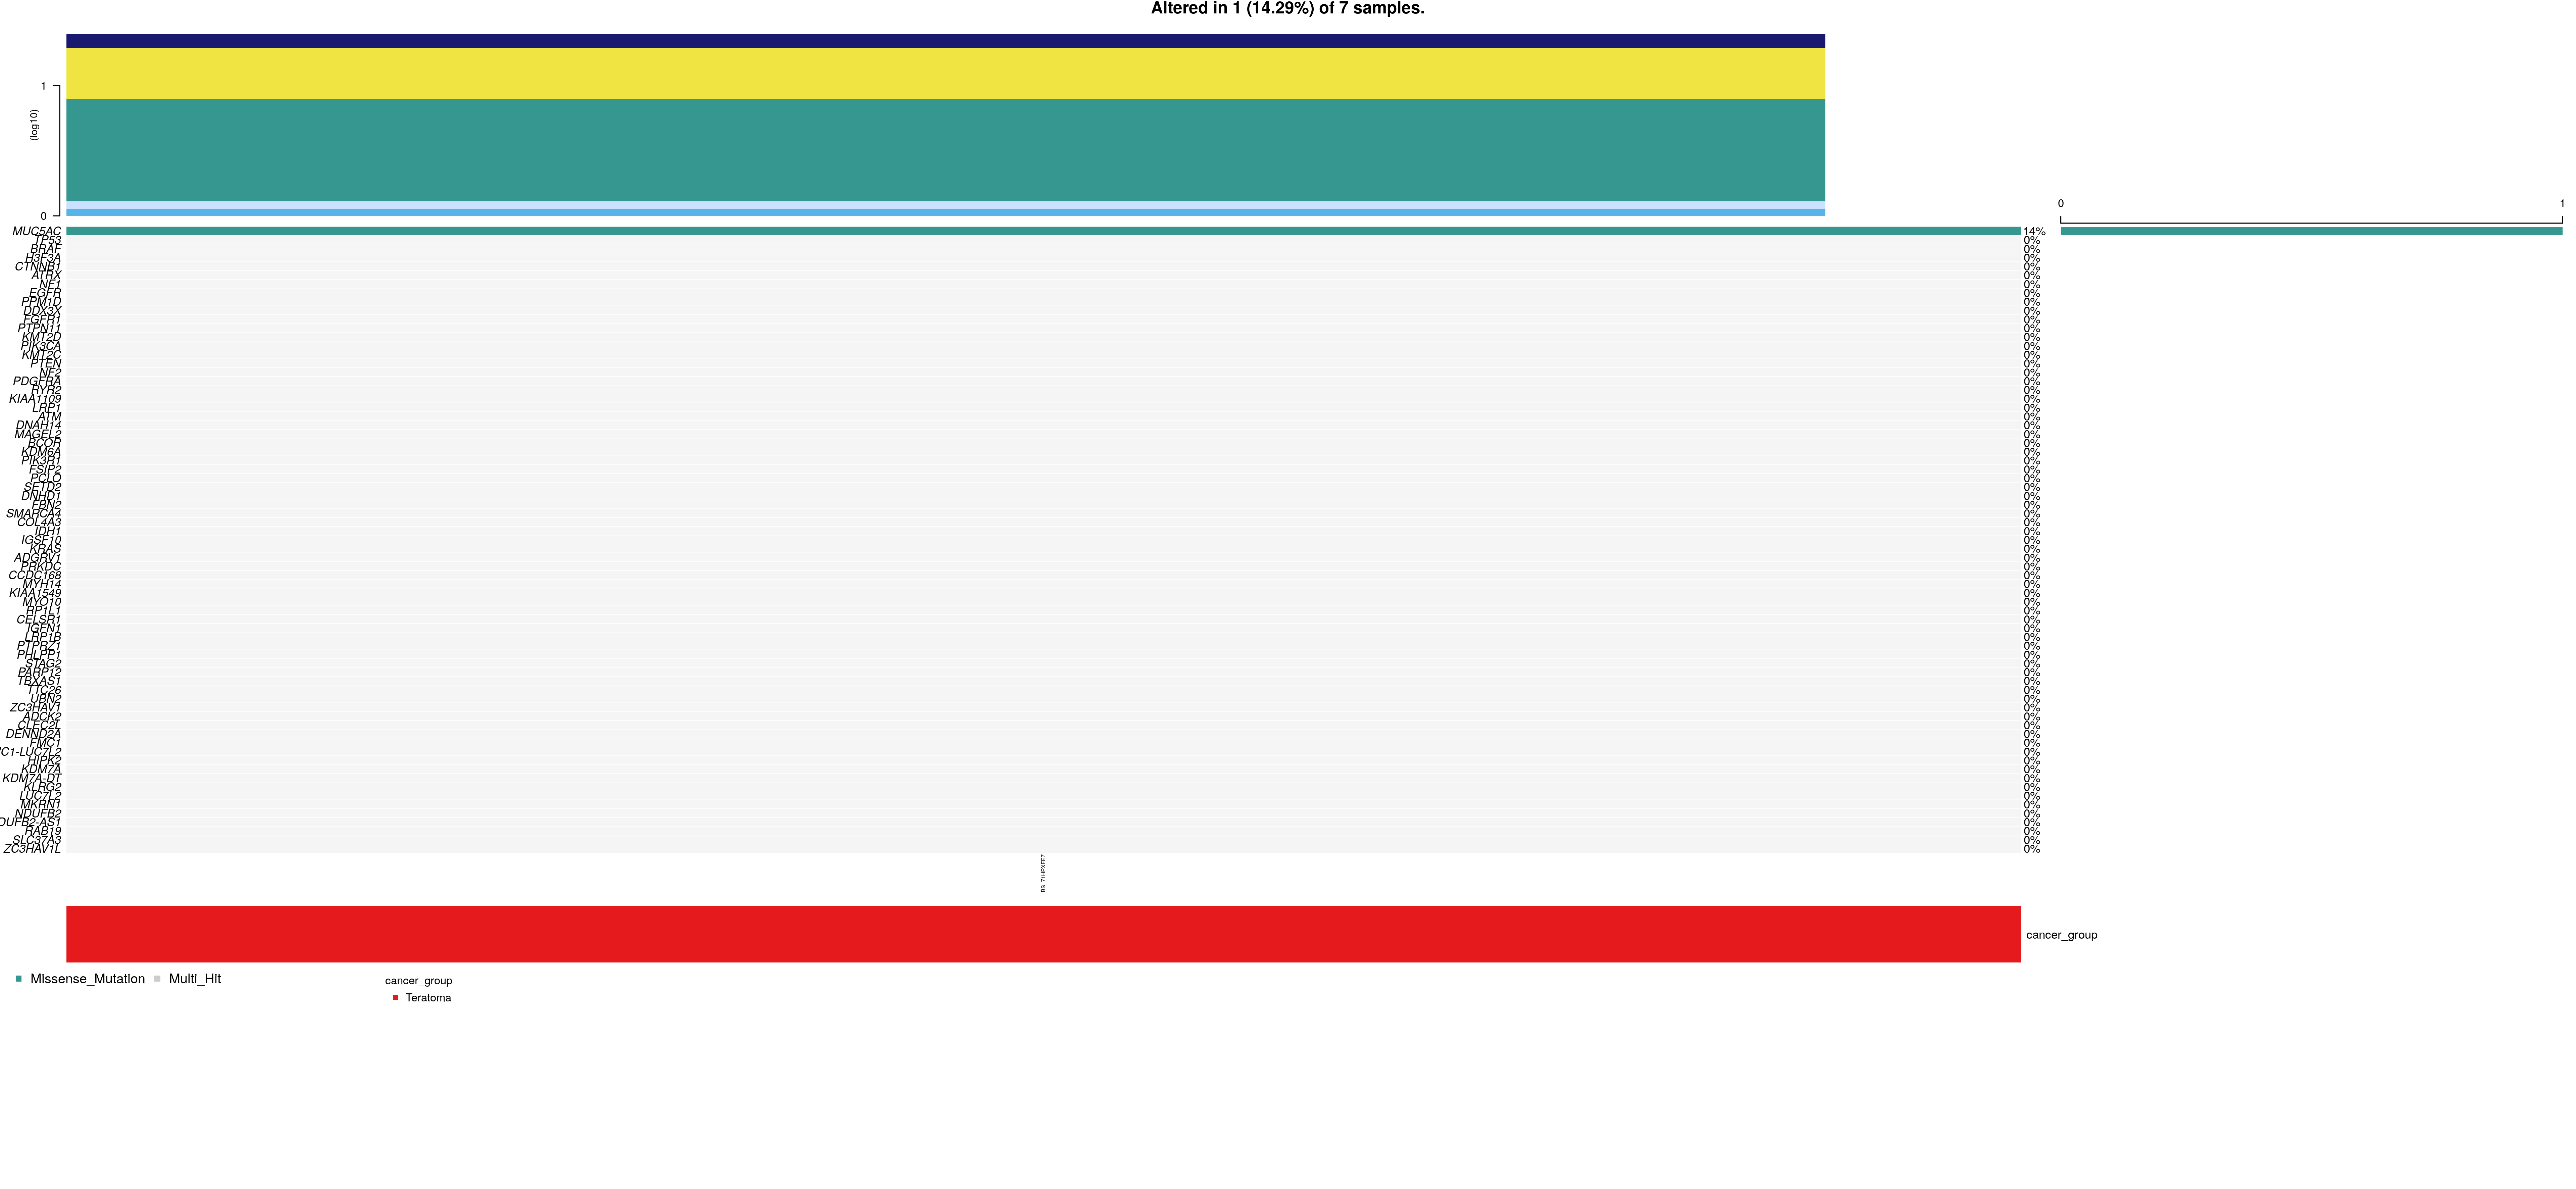 Altered in 1 (14.29%) of 7 samples.
1
(log10)
0
0 1
MUC5AC 14%
TP53 0%
BRAF 0%
H3F3A 0%
CTNNB1 0%
ATRX 0%
NF1 0%
EGFR 0%
PPM1D 0%
DDX3X 0%
FGFR1 0%
PTPN11 0%
KMT2D 0%
PIK3CA 0%
KMT2C 0%
PTEN 0%
NF2 0%
PDGFRA 0%
RYR2 0%
KIAA1109 0%
LRP1 0%
ATM 0%
DNAH14 0%
MAGEL2 0%
BCOR 0%
KDM6A 0%
PIK3R1 0%
FSIP2 0%
PCLO 0%
SETD2 0%
DNHD1 0%
FBN2 0%
SMARCA4 0%
COL4A3 0%
IDH1 0%
IGSF10 0%
KRAS 0%
ADGRV1 0%
PRKDC 0%
CCDC168 0%
MYH14 0%
KIAA1549 0%
MYO10 0%
RP1L1 0%
CELSR1 0%
IGFN1 0%
LRP1B 0%
PTPRZ1 0%
PHLPP1 0%
STAG2 0%
PARP12 0%
TBXAS1 0%
TTC26 0%
UBN2 0%
ZC3HAV1 0%
ADCK2 0%
CLEC2L 0%
DENND2A 0%
FMC1 0%
C1-LUC7L2 0%
HIPK2 0%
KDM7A 0%
KDM7A-DT 0%
KLRG2 0%
LUC7L2 0%
MKRN1 0%
NDUFB2 0%
DUFB2-AS1 0%
RAB19 0%
SLC37A3 0%
ZC3HAV1L 0%
BS_71HPXFE7
cancer_group
Missense_Mutation Multi_Hit
cancer_group
Teratoma